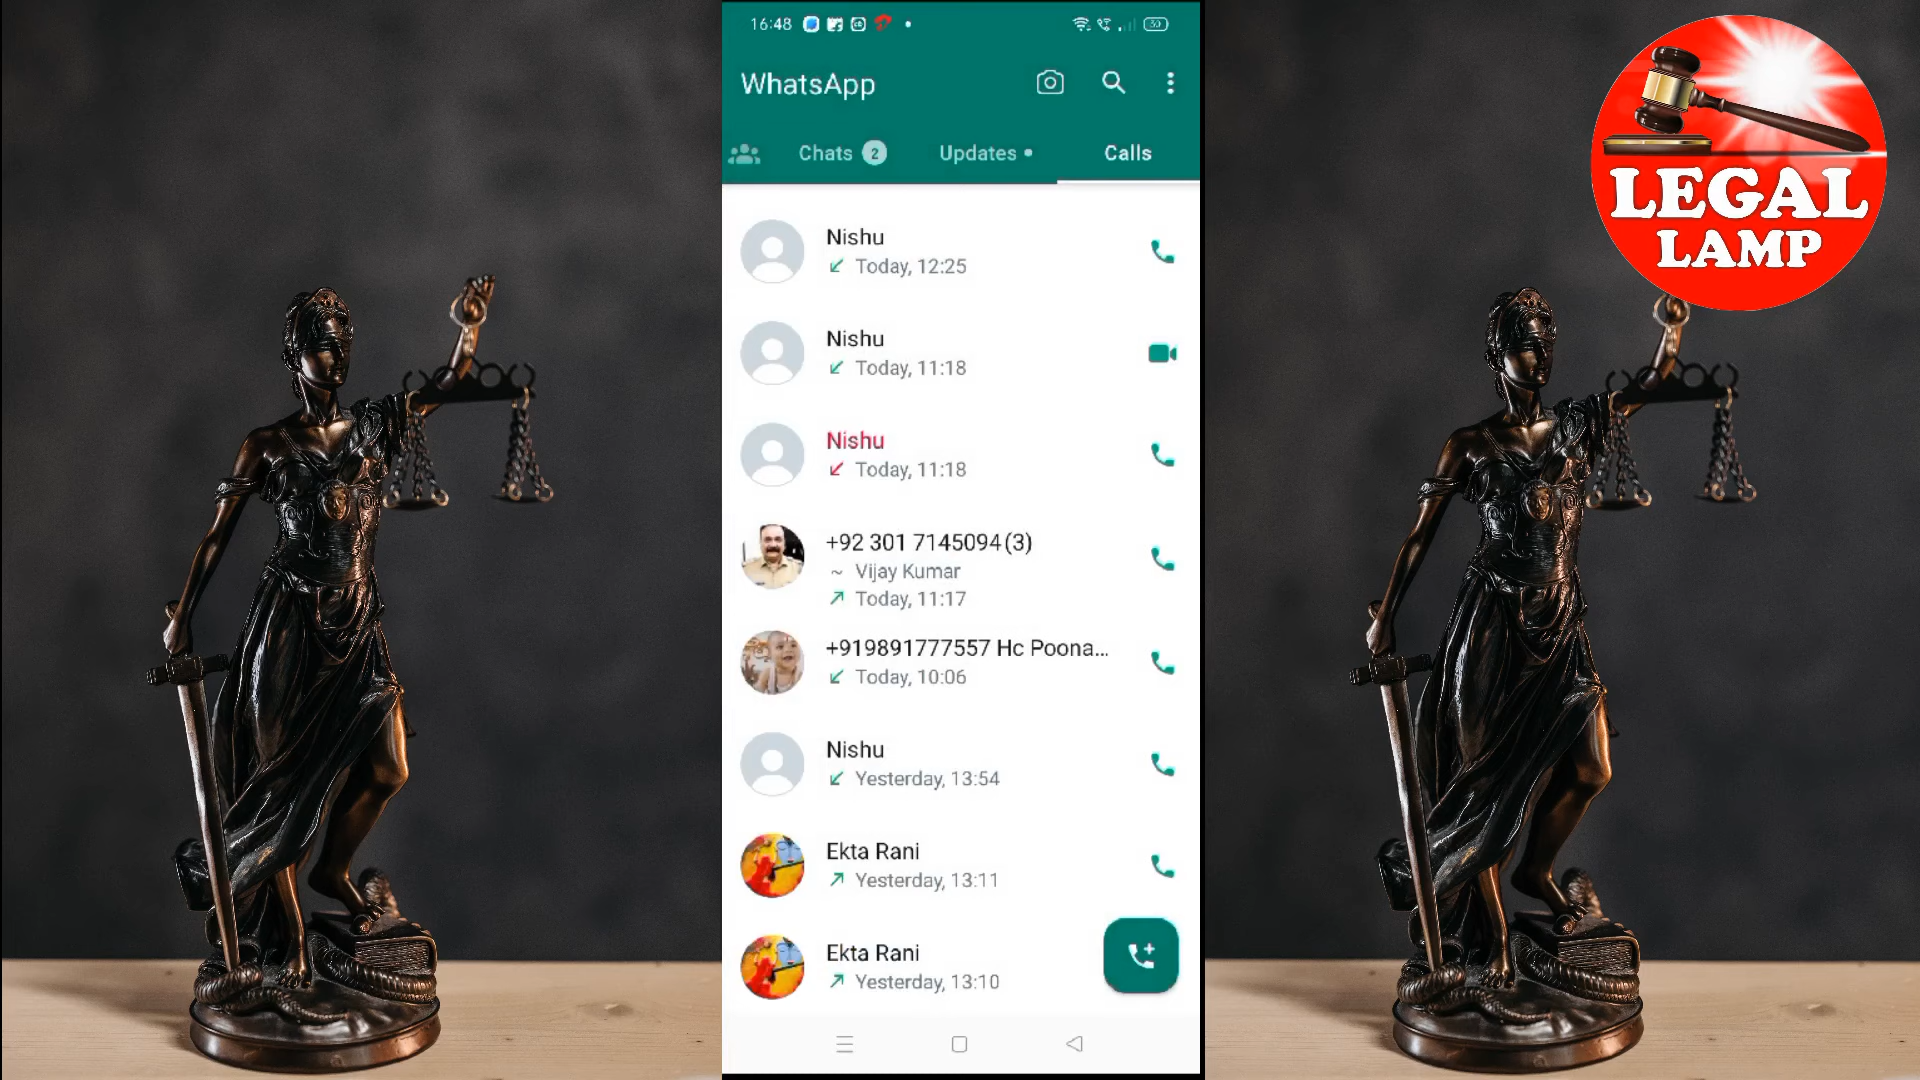 16:48
30
WhatsApp
Chats 2
Updates
Calls
Nishu
Today, 12:25
Nishu
Today, 11:18
Nishu
Today, 11:18
+92 301 7145094 (3)
~ Vijay Kumar
Today, 11:17
+919891777557 Hc Poona...
Today, 10:06
Nishu
Yesterday, 13:54
Ekta Rani
Yesterday, 13:11
Ekta Rani
Yesterday, 13:10
LEGAL
LAMP